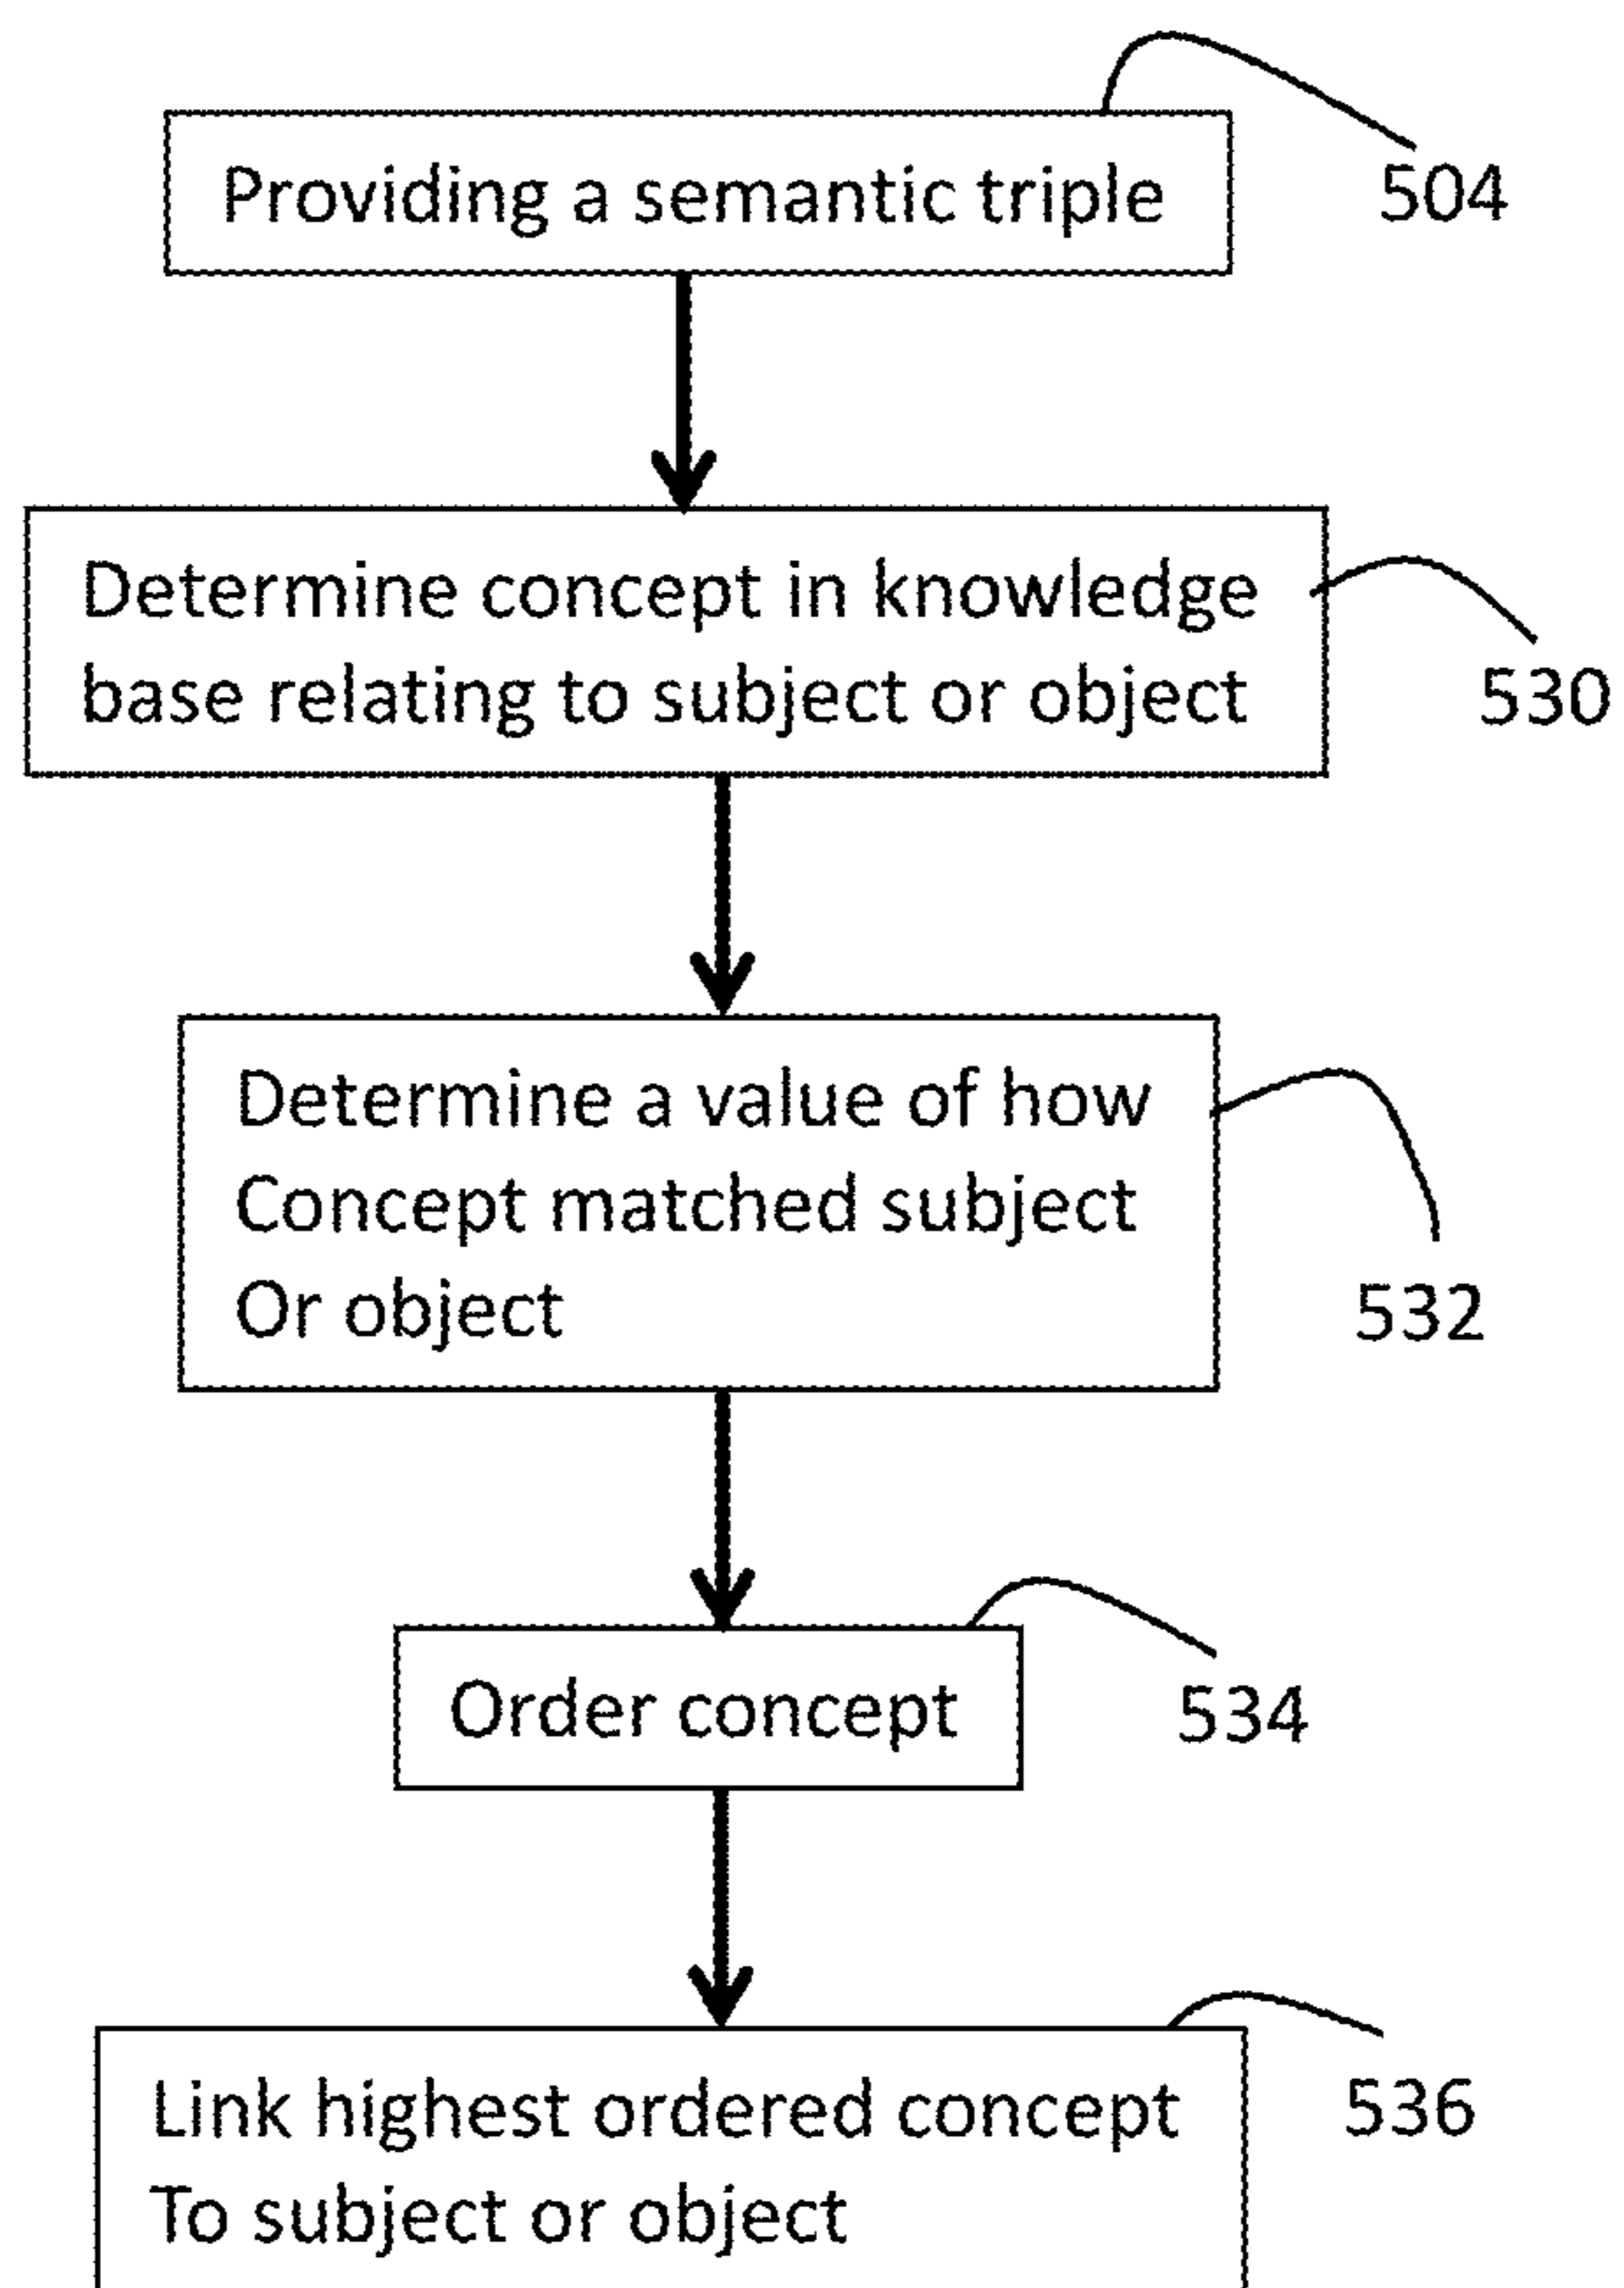 Providing a semantic triple
504
Determine concept in knowledge
base relating to subject or object
530
Determine a value of how
Concept matched subject
Or object
532
Order concept
534
Link highest ordered concept
To subject or object
536